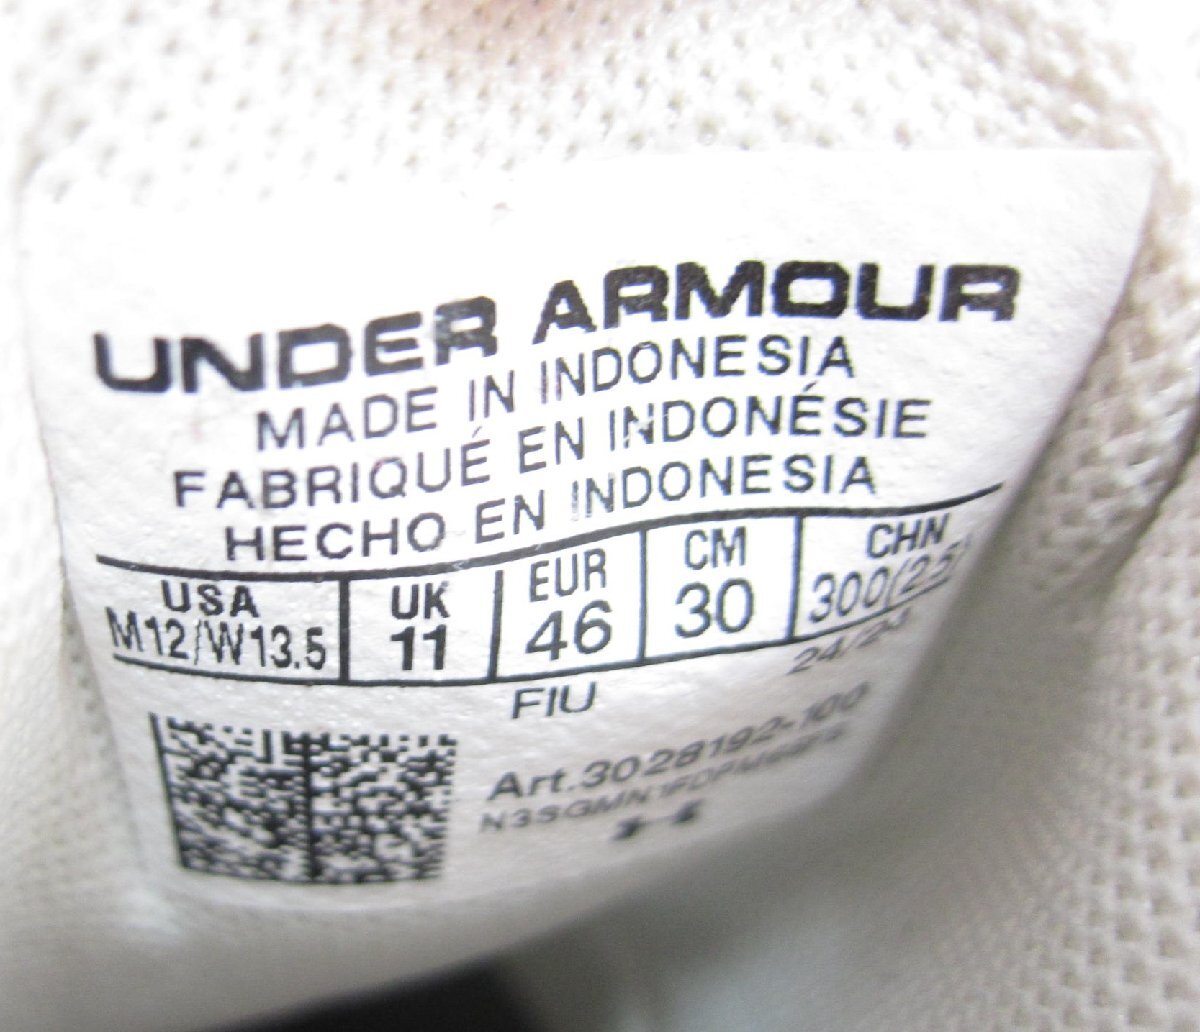 UNDER ARMOUR
MADE IN INDONESIA
FABRIQUÉ EN INDONÉSIE
HECHO EN INDONESIA
USA UK EUR CM CHN
M12/W13.5 11 46 30
FIU
Art.3028192-100